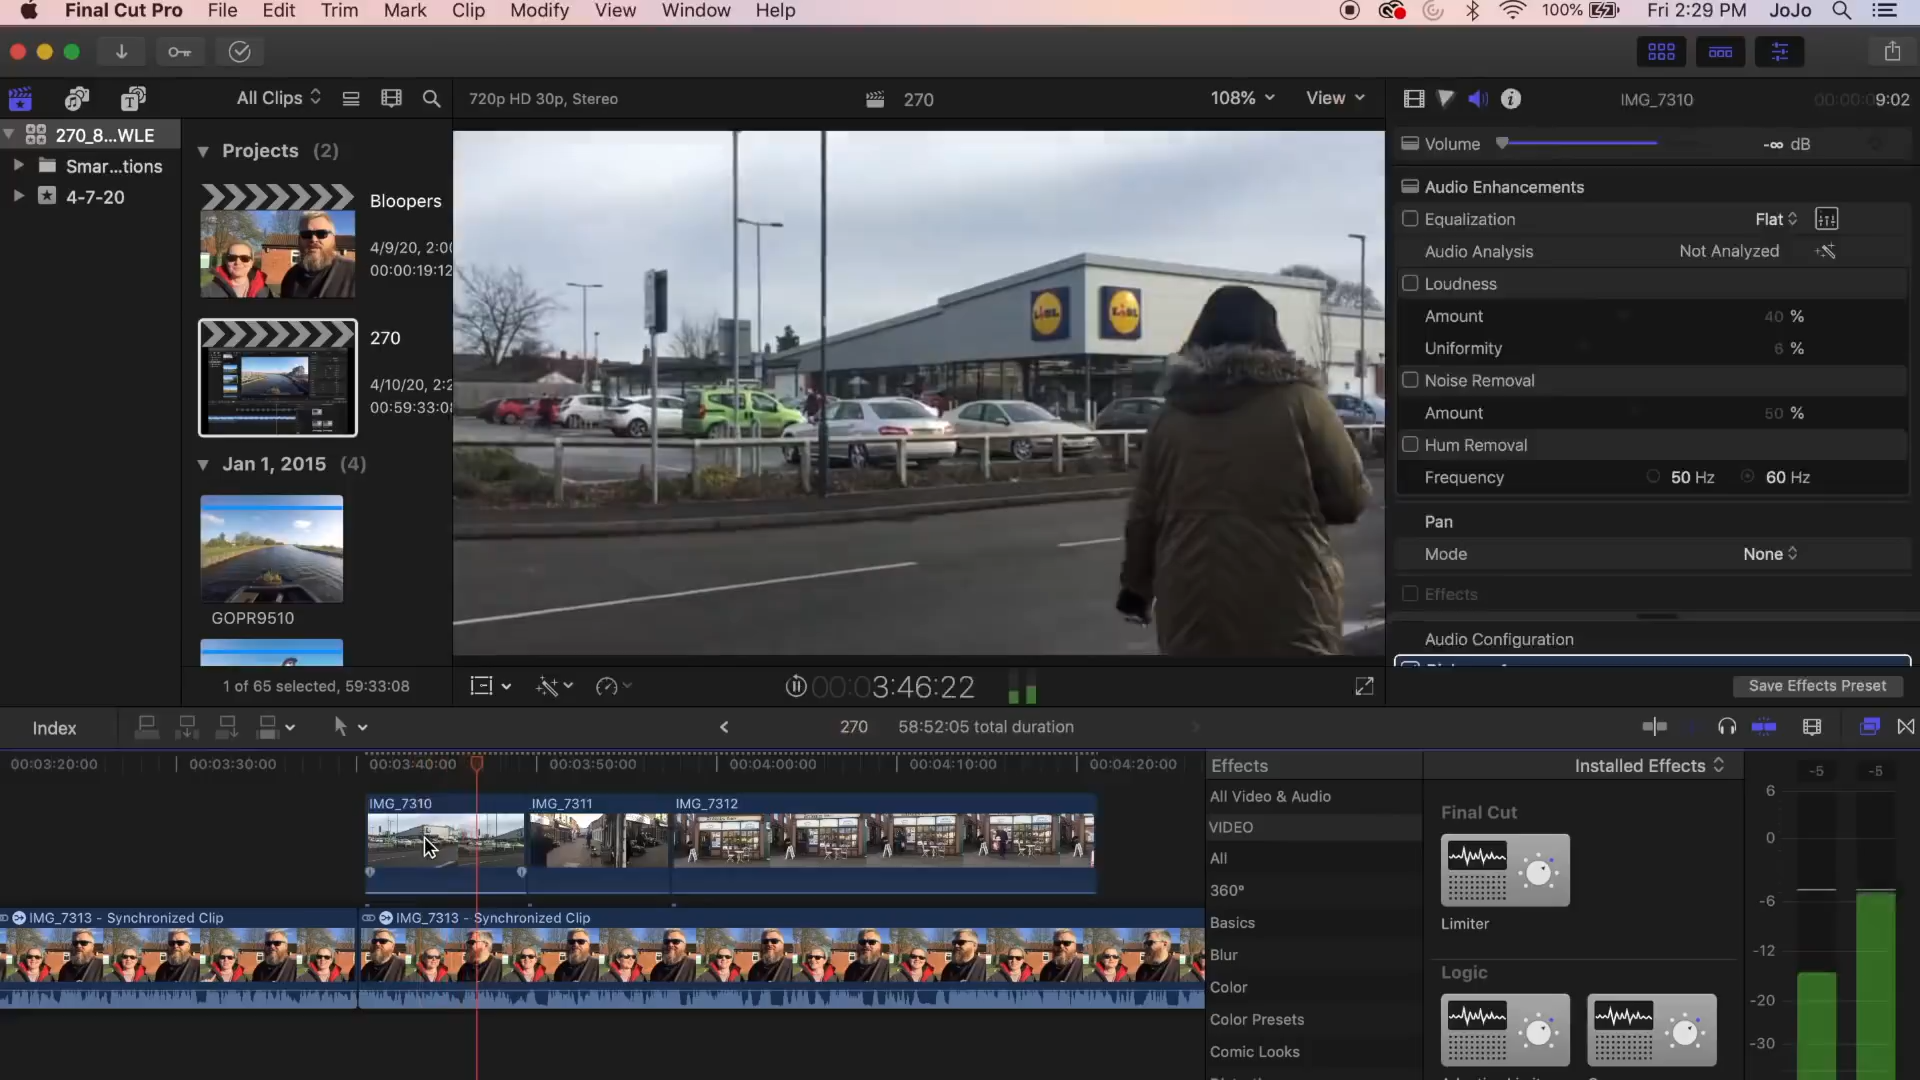 Final Cut Pro File Edit Trim Mark Clip Modify View Window Help 100% Fri 2:29 PM JoJo
All Clips 720p HD 30p, Stereo 270 108% View IMG_7310 00:00:09:02
270_8...WLE
Smar...tions
4-7-20
Projects (2)
Bloopers
4/9/20, 2:00
00:00:19:12
270
4/10/20, 2:2
00:59:33:08
Jan 1, 2015 (4)
GOPR9510
1 of 65 selected, 59:33:08
LIDL LIDL
00:03:46:22
Volume -∞ dB
Audio Enhancements
Equalization Flat
Audio Analysis Not Analyzed
Loudness
Amount 40 %
Uniformity 6 %
Noise Removal
Amount 50 %
Hum Removal
Frequency 50 Hz 60 Hz
Pan
Mode None
Effects
Audio Configuration
Save Effects Preset
Index 270 58:52:05 total duration
00:03:20:00 00:03:30:00 00:03:40:00 00:03:50:00 00:04:00:00 00:04:10:00 00:04:20:00
IMG_7310 IMG_7311 IMG_7312
IMG_7313 - Synchronized Clip IMG_7313 - Synchronized Clip
Effects Installed Effects
All Video & Audio
VIDEO
All
360°
Basics
Blur
Color
Color Presets
Comic Looks
Final Cut
Limiter
Logic
-5 -5
6
0
-6
-12
-20
-30